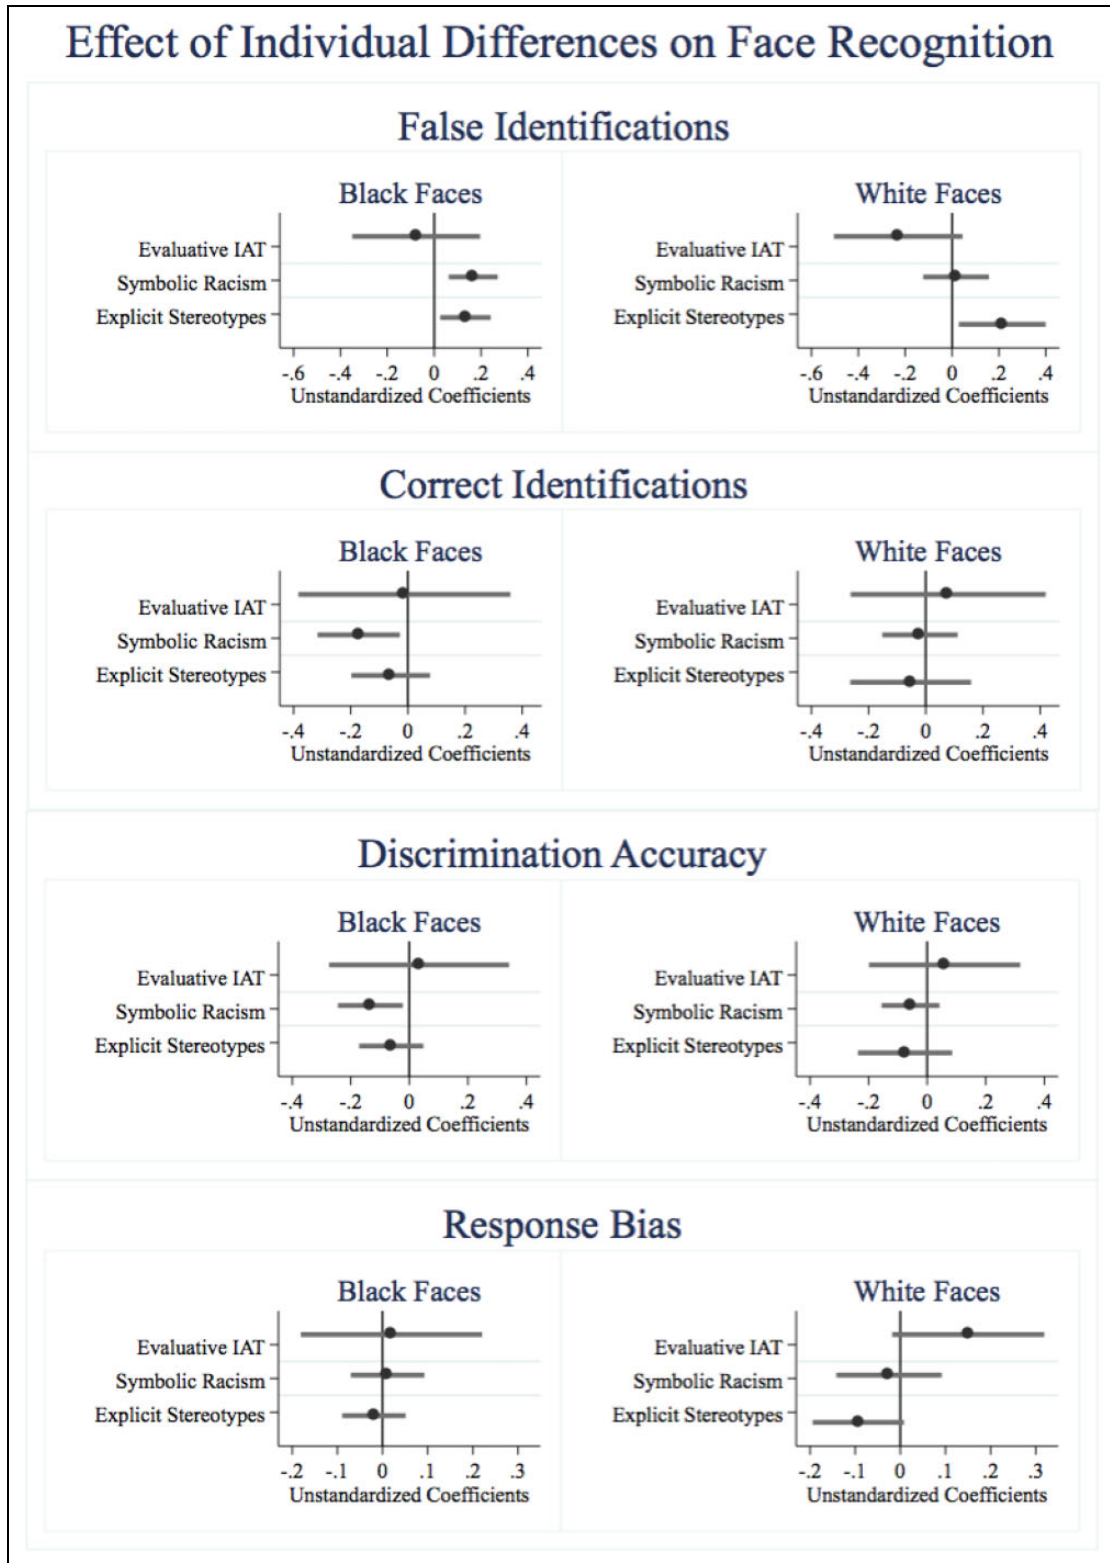 Effect of Individual Differences on Face Recognition
False Identifications
Black Faces
Evaluative IAT
Symbolic Racism
Explicit Stereotypes
-.6 -.4 -.2 0 .2 .4
Unstandardized Coefficients
White Faces
Evaluative IAT
Symbolic Racism
Explicit Stereotypes
-.6 -.4 -.2 0 .2 .4
Unstandardized Coefficients
Correct Identifications
Black Faces
Evaluative IAT
Symbolic Racism
Explicit Stereotypes
-.4 -.2 0 .2 .4
Unstandardized Coefficients
White Faces
Evaluative IAT
Symbolic Racism
Explicit Stereotypes
-.4 -.2 0 .2 .4
Unstandardized Coefficients
Discrimination Accuracy
Black Faces
Evaluative IAT
Symbolic Racism
Explicit Stereotypes
-.4 -.2 0 .2 .4
Unstandardized Coefficients
White Faces
Evaluative IAT
Symbolic Racism
Explicit Stereotypes
-.4 -.2 0 .2 .4
Unstandardized Coefficients
Response Bias
Black Faces
Evaluative IAT
Symbolic Racism
Explicit Stereotypes
-.2 -.1 0 .1 .2 .3
Unstandardized Coefficients
White Faces
Evaluative IAT
Symbolic Racism
Explicit Stereotypes
-.2 -.1 0 .1 .2 .3
Unstandardized Coefficients